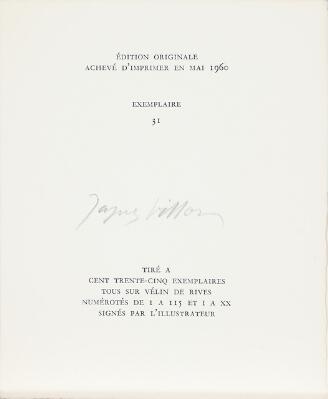 ÉDITION ORIGINALE
ACHEVÉ D'IMPRIMER EN MAI 1960
EXEMPLAIRE
31
Jacques Villon
TIRÉ A
CENT TRENTE-CINQ EXEMPLAIRES
TOUS SUR VÉLIN DE RIVES
NUMÉROTÉS DE 1 A 115 ET I A XX
SIGNÉS PAR L'ILLUSTRATEUR